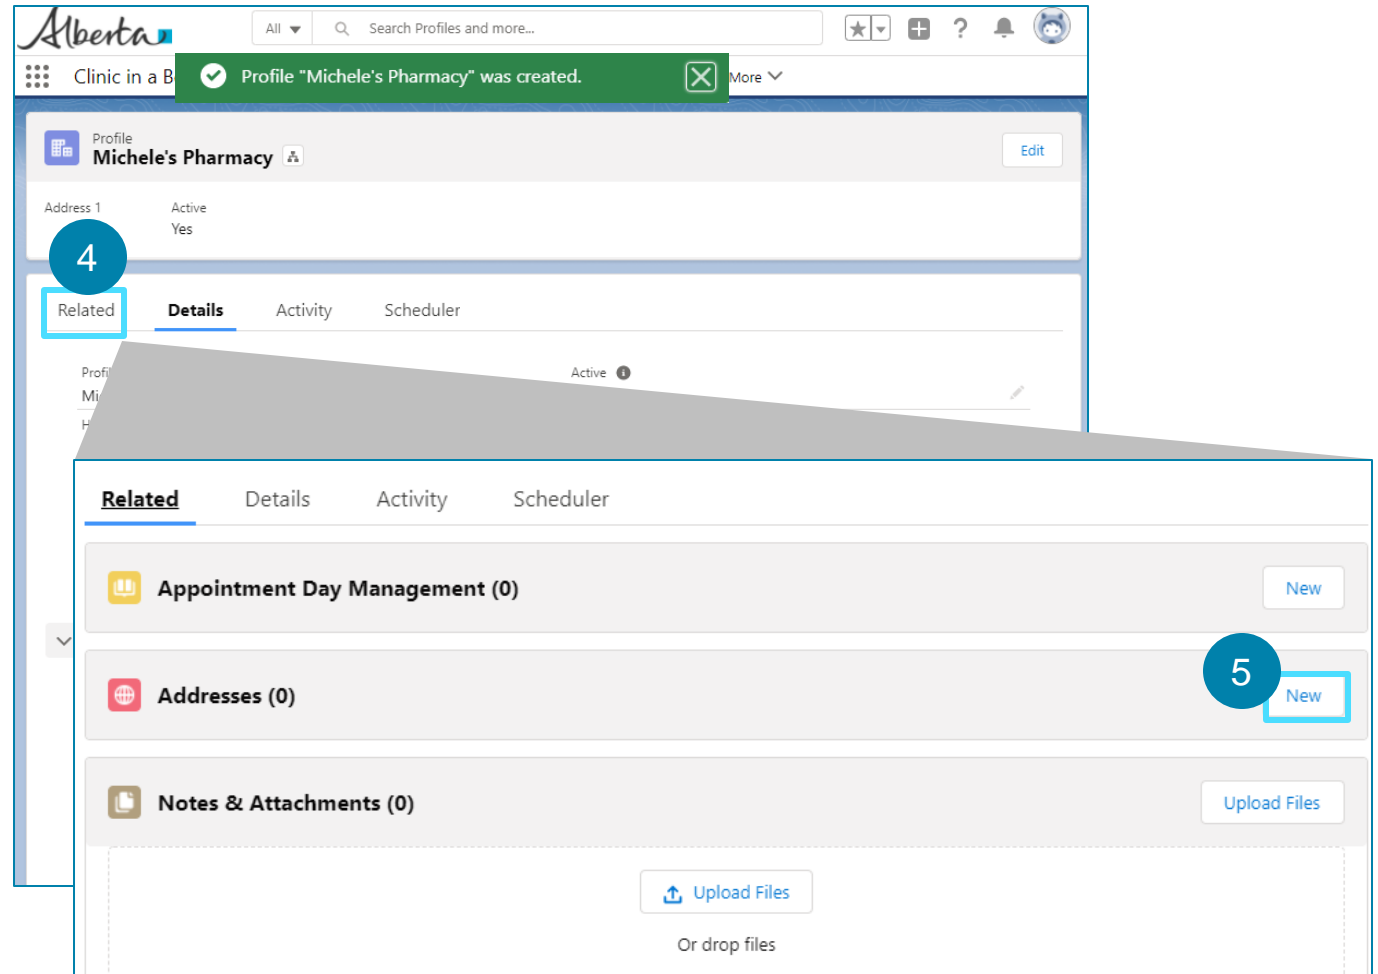 Alberta
All
Search Profiles and more...
Clinic in a B
Profile "Michele's Pharmacy" was created.
More
Profile
Michele's Pharmacy
Edit
Address 1
Active
Yes
4
Related
Details
Activity
Scheduler
Profi
Active
Mi
H
Related
Details
Activity
Scheduler
Appointment Day Management (0)
New
5
Addresses (0)
New
Notes & Attachments (0)
Upload Files
Upload Files
Or drop files